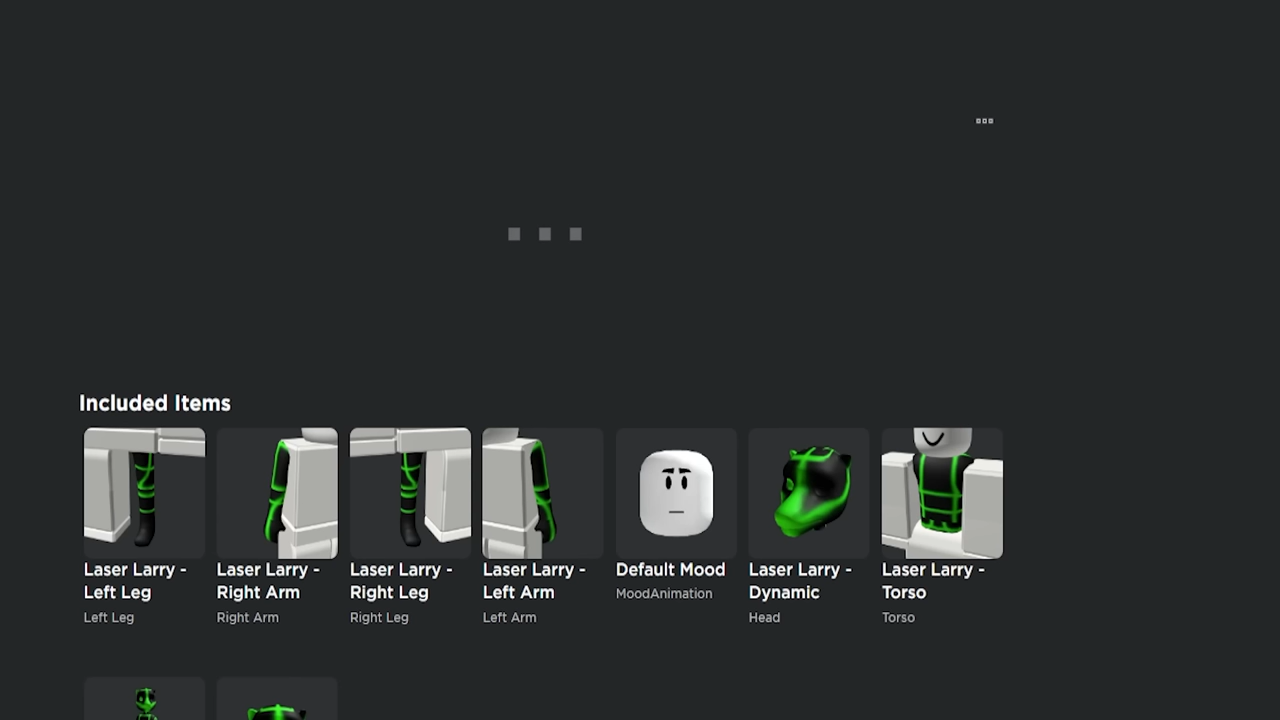 Included Items
Laser Larry - Left Leg
Left Leg
Laser Larry - Right Arm
Right Arm
Laser Larry - Right Leg
Right Leg
Laser Larry - Left Arm
Left Arm
Default Mood
MoodAnimation
Laser Larry - Dynamic
Head
Laser Larry - Torso
Torso